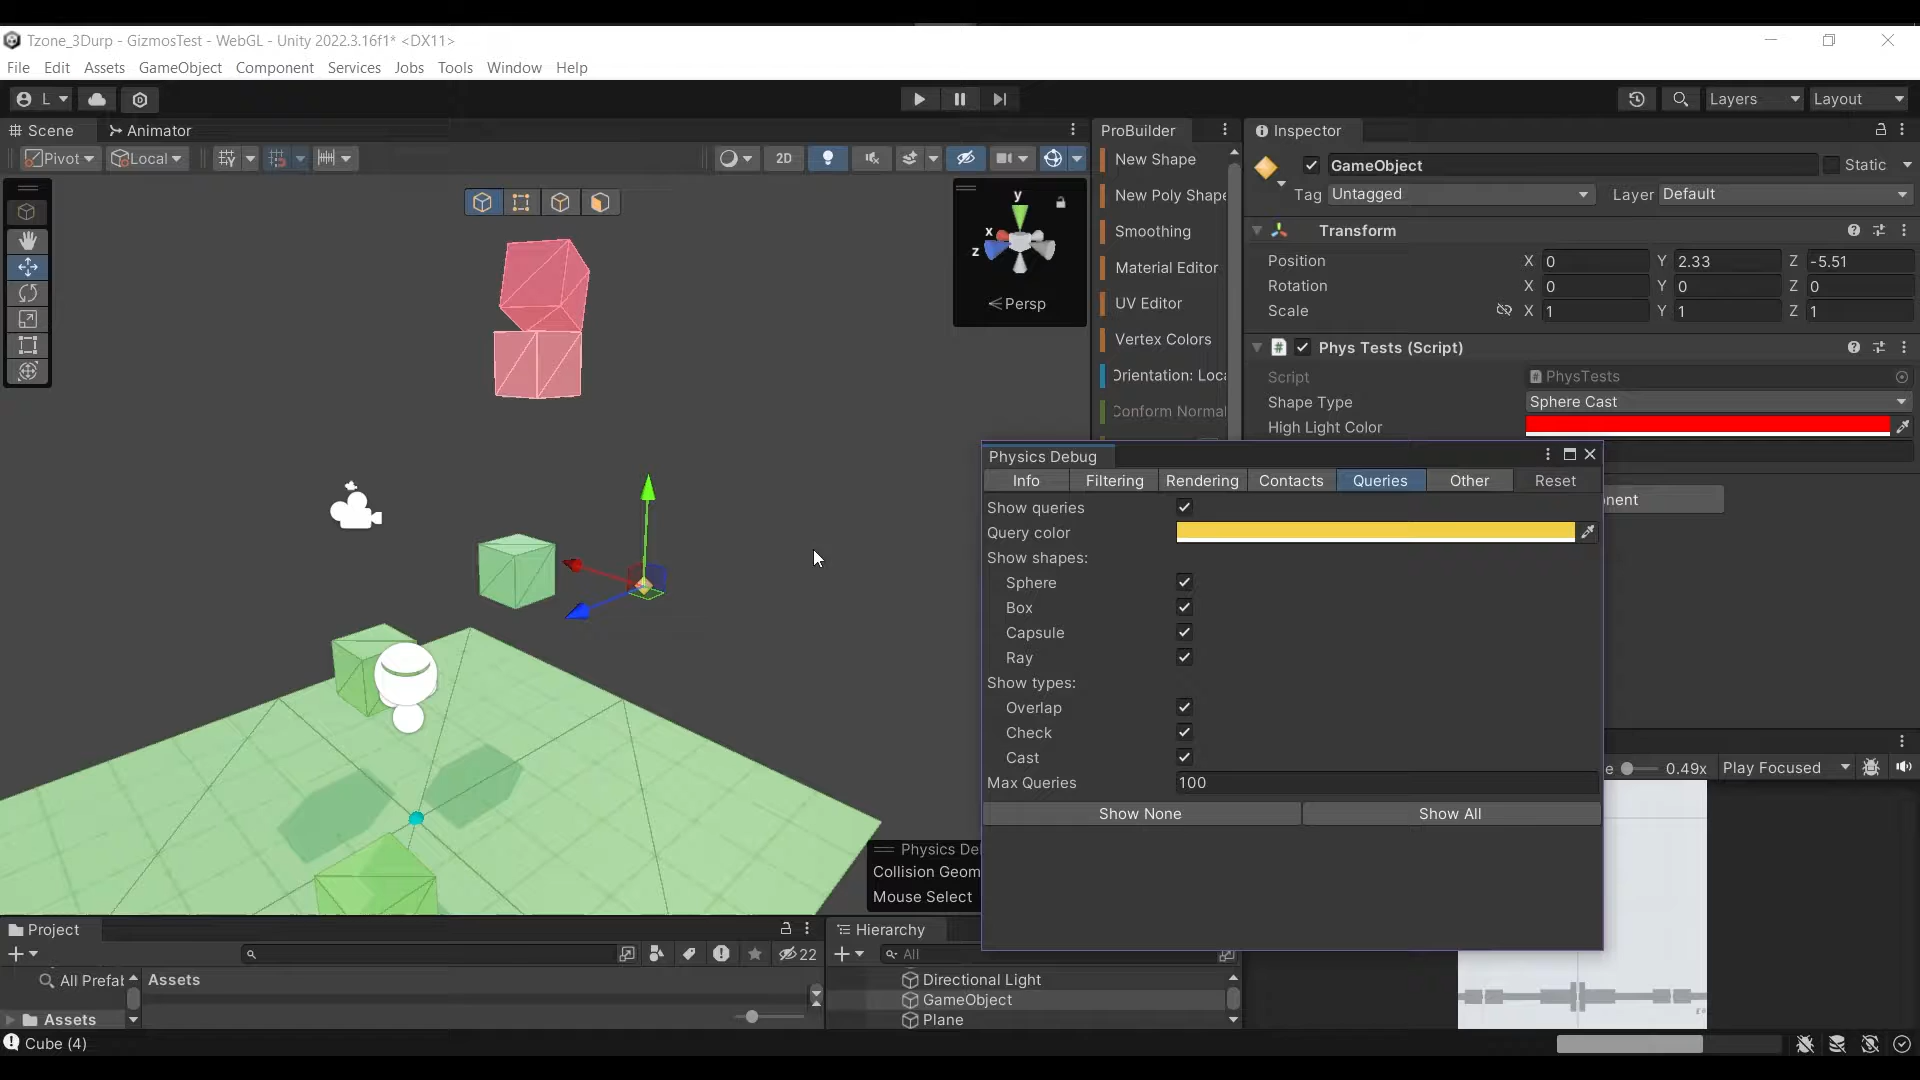 Tzone_3Durp - GizmosTest - WebGL - Unity 2022.3.16f1* <DX11>
File Edit Assets GameObject Component Services Jobs Tools Window Help
L Layers Layout
Scene Animator
Pivot Local 2D
y
x
z
Persp
ProBuilder
New Shape
New Poly Shape
Smoothing
Material Editor
UV Editor
Vertex Colors
Orientation: Loca
Conform Normal
Inspector
GameObject Static
Tag Untagged Layer Default
Transform
Position X 0 Y 2.33 Z -5.51
Rotation X 0 Y 0 Z 0
Scale X 1 Y 1 Z 1
Phys Tests (Script)
Script PhysTests
Shape Type Sphere Cast
High Light Color
nent
Physics Debug
Info Filtering Rendering Contacts Queries Other Reset
Show queries
Query color
Show shapes:
Sphere
Box
Capsule
Ray
Show types:
Overlap
Check
Cast
Max Queries 100
Show None Show All
Physics De
Collision Geom
Mouse Select
e 0.49x Play Focused
Project
22
All Prefab
Assets
Assets
Hierarchy
All
Directional Light
GameObject
Plane
Cube (4)